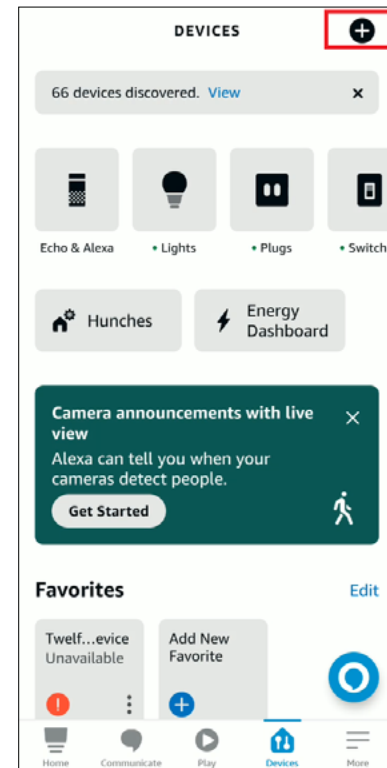 DEVICES
66 devices discovered. View
Echo & Alexa
Lights
Plugs
Switch
Hunches
Energy
Dashboard
Camera announcements with live
view
Alexa can tell you when your
cameras detect people.
Get Started
Favorites
Edit
Twelf...evice
Unavailable
Add New
Favorite
Home
Communicate
Play
Devices
More